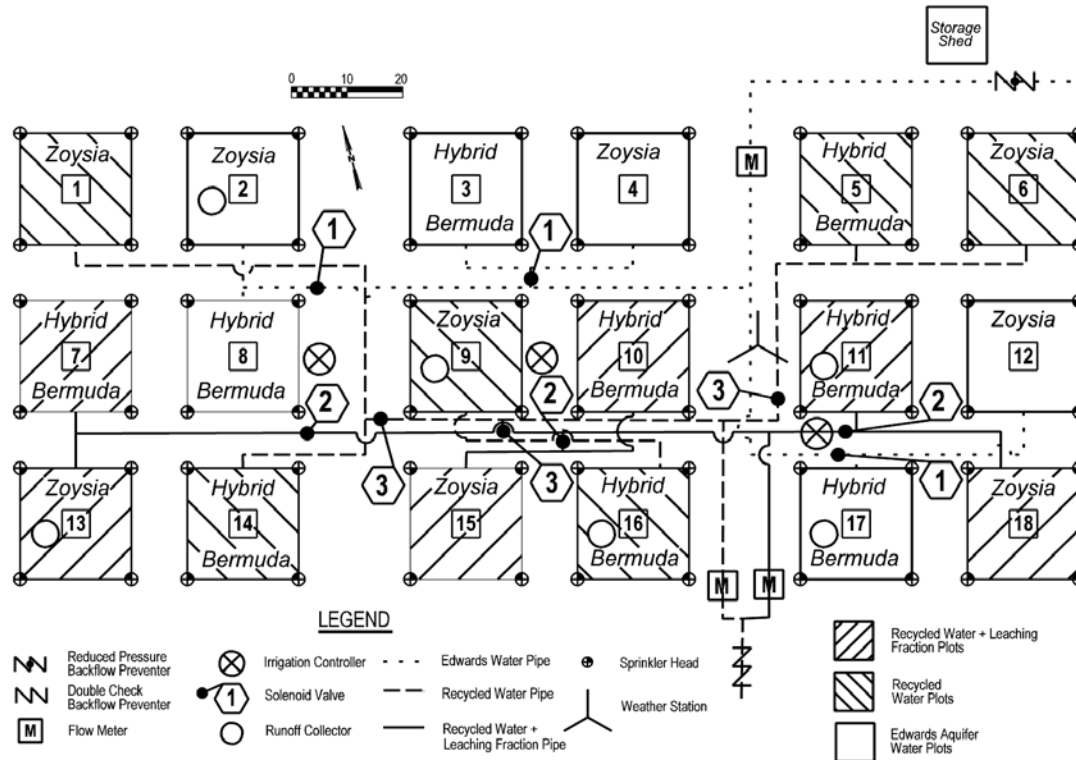 Storage
Shed
0 10 20
N
M
Zoysia
1
Zoysia
2
Hybrid
3
Bermuda
Zoysia
4
Hybrid
5
Bermuda
Zoysia
6
1
1
Hybrid
7
Bermuda
Hybrid
8
Bermuda
Zoysia
9
Hybrid
10
Bermuda
Hybrid
11
Bermuda
Zoysia
12
2
2
3
2
3
3
1
Zoysia
13
Hybrid
14
Bermuda
Zoysia
15
Hybrid
16
Bermuda
Hybrid
17
Bermuda
Zoysia
18
M
M
LEGEND
Reduced Pressure
Backflow Preventer
Double Check
Backflow Preventer
M
Flow Meter
Irrigation Controller
1
Solenoid Valve
Runoff Collector
Edwards Water Pipe
Recycled Water Pipe
Recycled Water +
Leaching Fraction Pipe
Sprinkler Head
Weather Station
Recycled Water + Leaching
Fraction Plots
Recycled
Water Plots
Edwards Aquifer
Water Plots